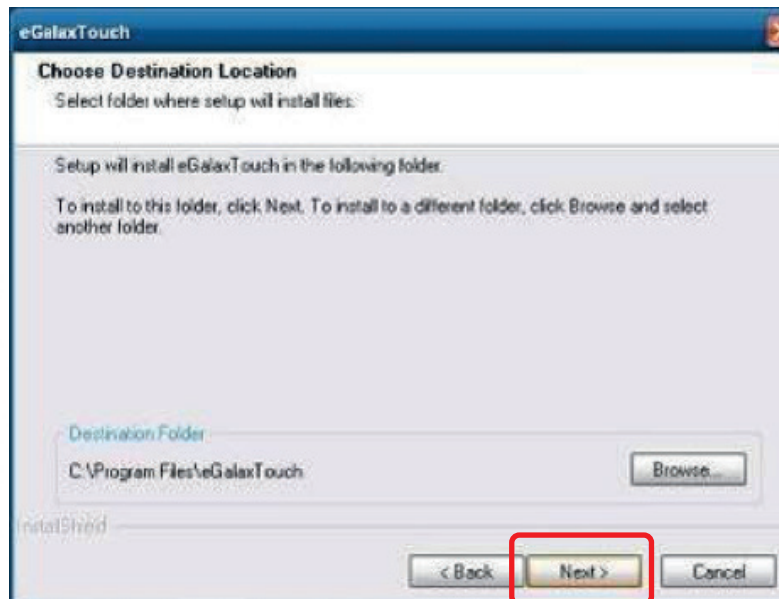 eGalaxTouch
Choose Destination Location
Select folder where setup will install files.
Setup will install eGalaxTouch in the following folder.
To install to this folder, click Next. To install to a different folder, click Browse and select
another folder.
Destination Folder
C:\Program Files\eGalaxTouch
Browse...
InstallShield
< Back
Next >
Cancel